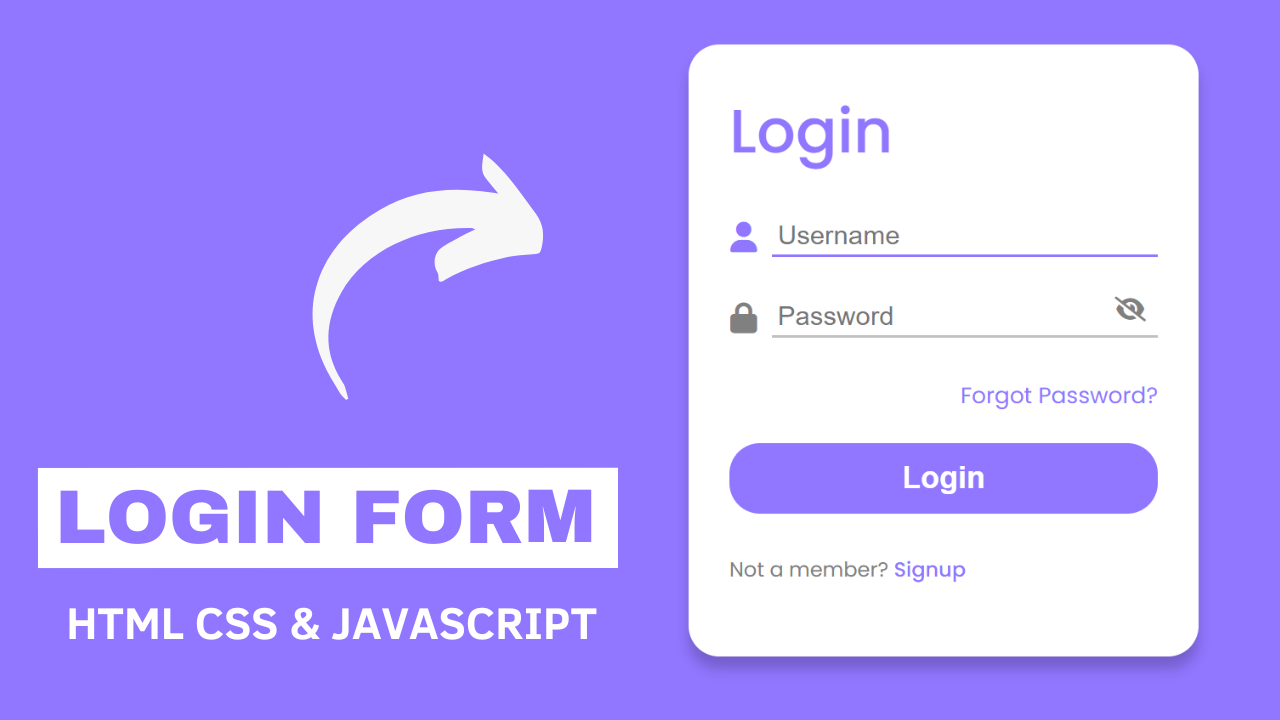 LOGIN FORM
HTML CSS & JAVASCRIPT
Login
Username
Password
Forgot Password?
Login
Not a member? Signup